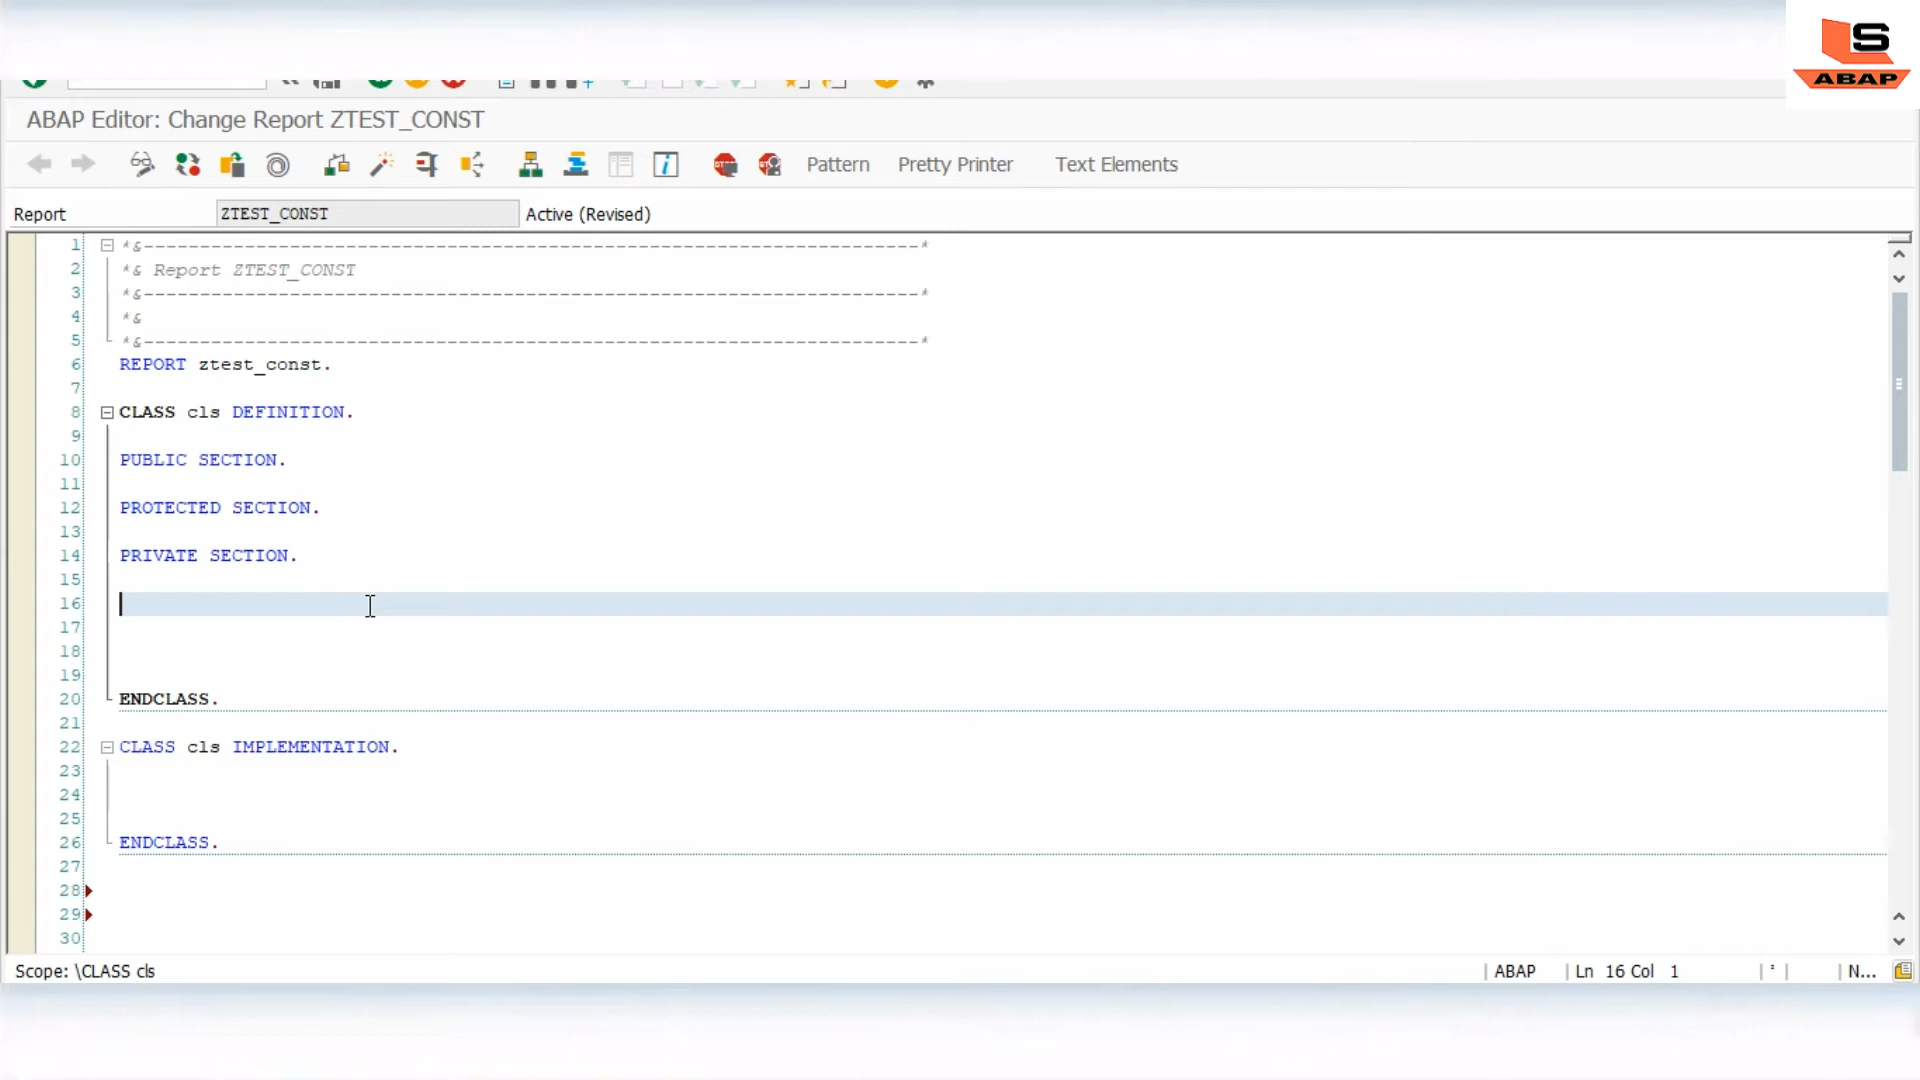 S
ABAP
ABAP Editor: Change Report ZTEST_CONST
Pattern Pretty Printer Text Elements
Report ZTEST_CONST Active (Revised)
1 *&---------------------------------------------------------------------*
2 *& Report ZTEST_CONST
3 *&---------------------------------------------------------------------*
4 *&
5 *&---------------------------------------------------------------------*
6 REPORT ztest_const.
7
8 CLASS cls DEFINITION.
9
10 PUBLIC SECTION.
11
12 PROTECTED SECTION.
13
14 PRIVATE SECTION.
15
16
17
18
19
20 ENDCLASS.
21
22 CLASS cls IMPLEMENTATION.
23
24
25
26 ENDCLASS.
27
28
29
30
Scope: \CLASS cls ABAP Ln 16 Col 1 N...